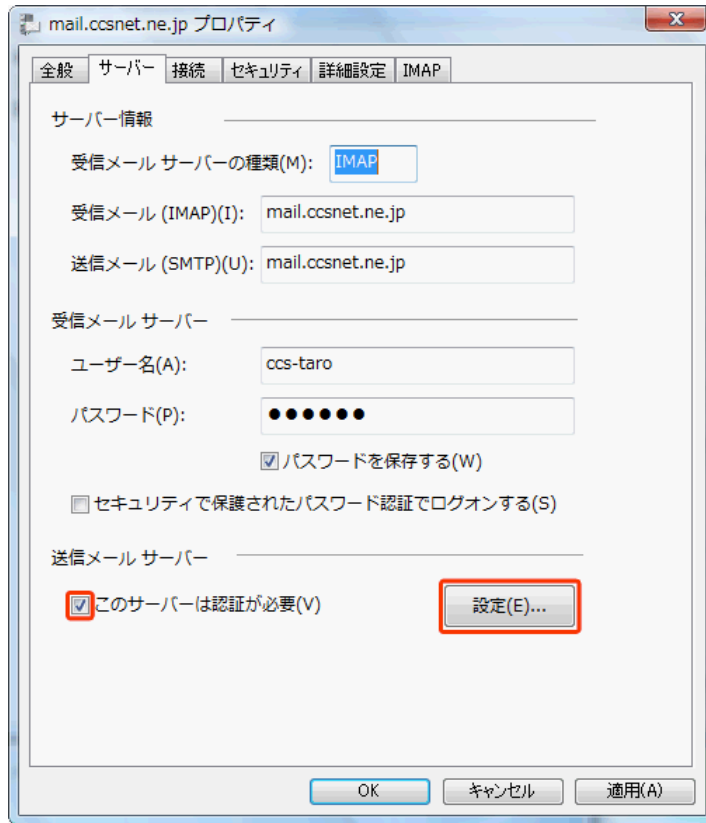 mail.ccsnet.ne.jp プロパティ
全般 サーバー 接続 セキュリティ 詳細設定 IMAP
サーバー情報
受信メール サーバーの種類(M): IMAP
受信メール (IMAP)(I): mail.ccsnet.ne.jp
送信メール (SMTP)(U): mail.ccsnet.ne.jp
受信メール サーバー
ユーザー名(A): ccs-taro
パスワード(P): ●●●●●●
パスワードを保存する(W)
セキュリティで保護されたパスワード認証でログオンする(S)
送信メール サーバー
このサーバーは認証が必要(V) 設定(E)...
OK キャンセル 適用(A)